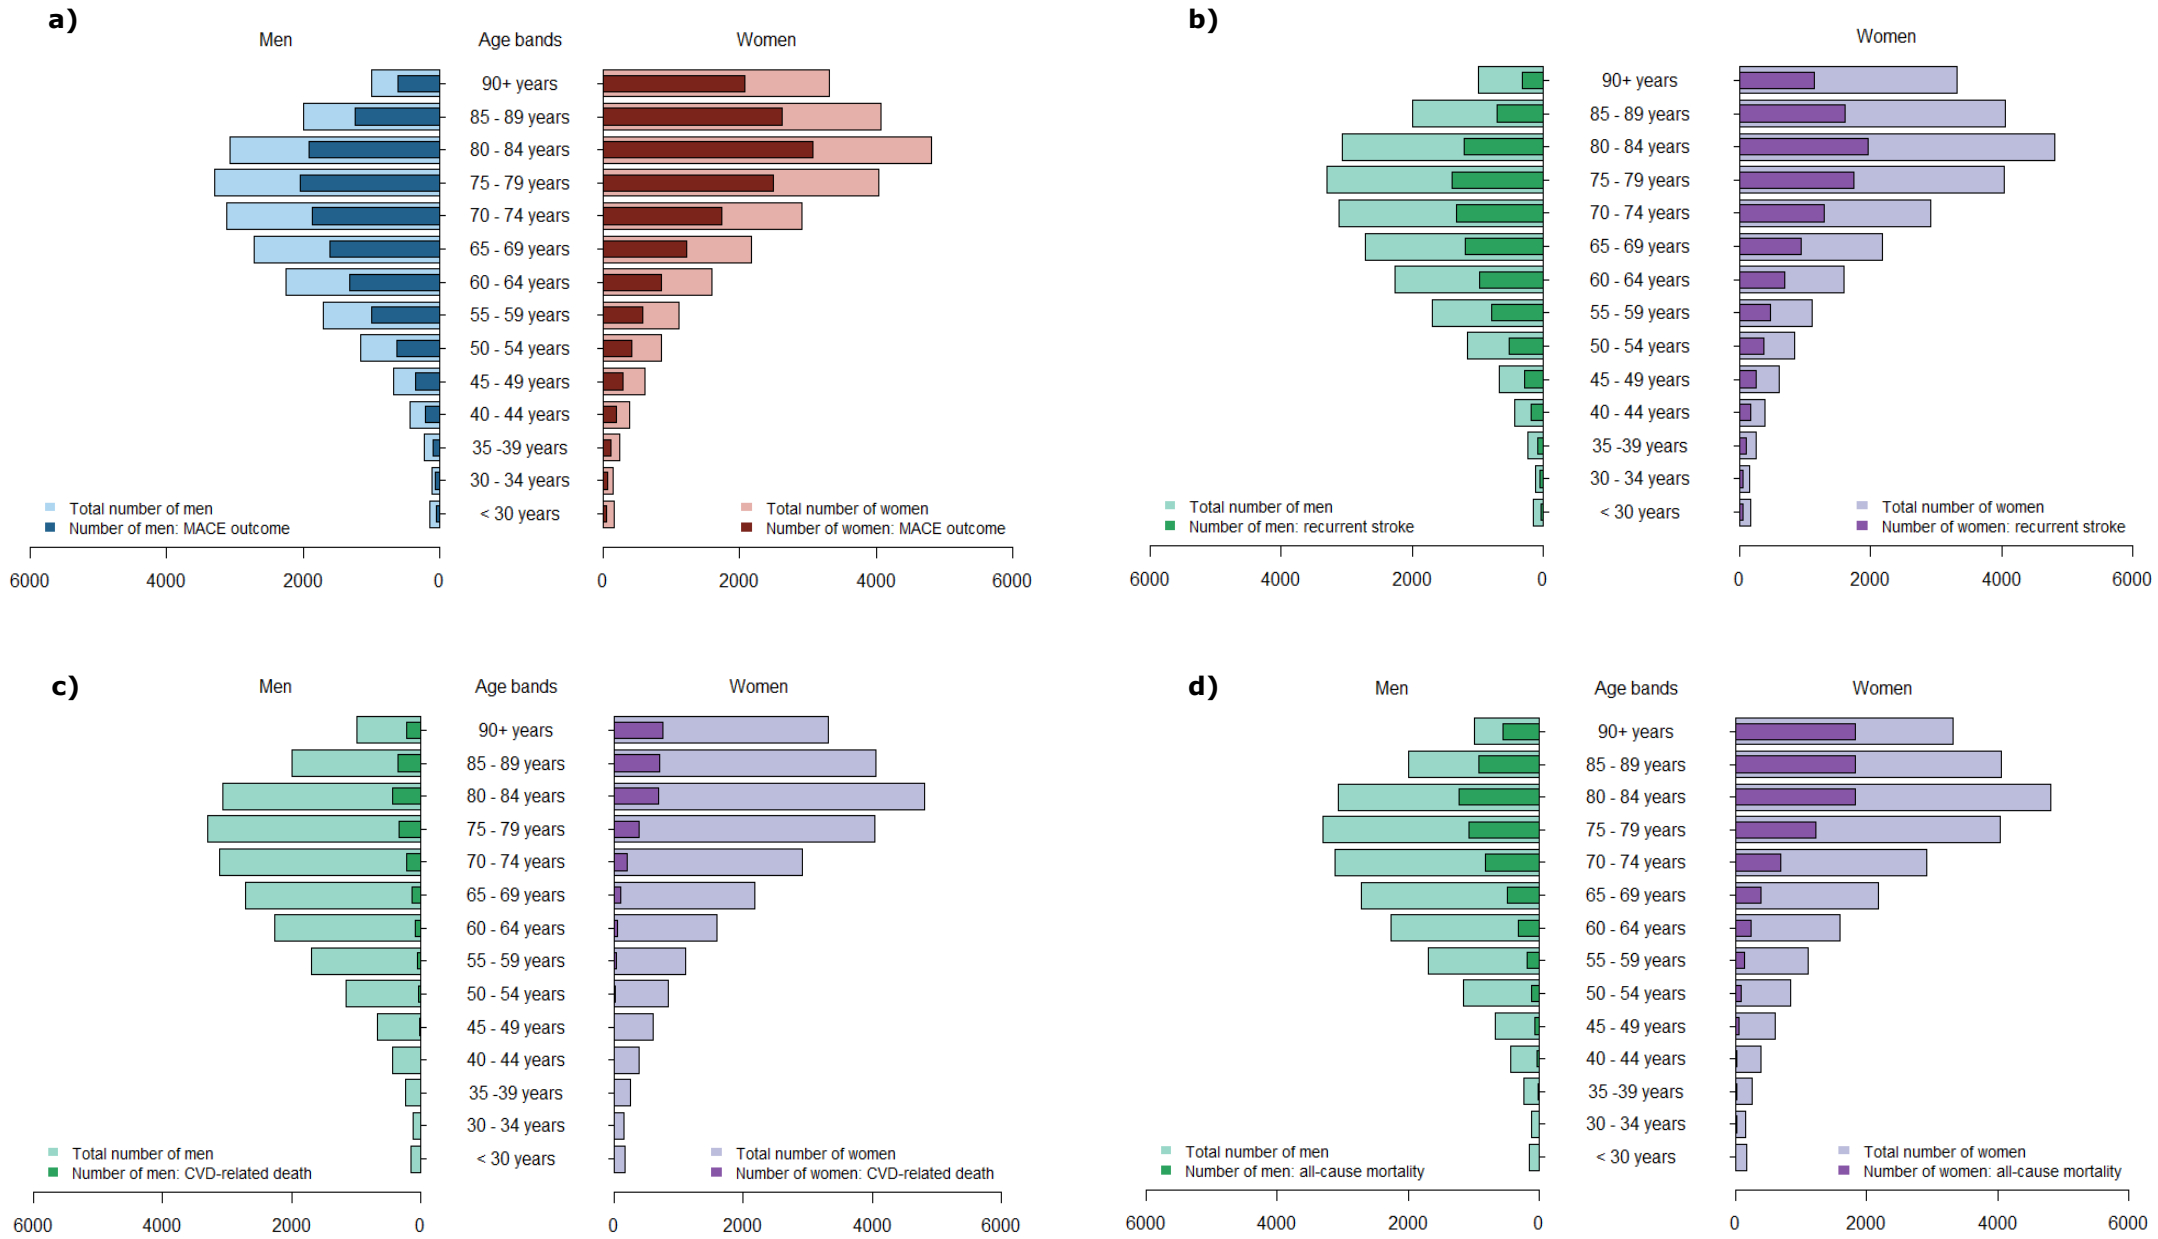 a)
Men Age bands Women
90+ years
85 - 89 years
80 - 84 years
75 - 79 years
70 - 74 years
65 - 69 years
60 - 64 years
55 - 59 years
50 - 54 years
45 - 49 years
40 - 44 years
35 -39 years
30 - 34 years
< 30 years
Total number of men
Number of men: MACE outcome
Total number of women
Number of women: MACE outcome
6000 4000 2000 0 0 2000 4000 6000
b)
Women
90+ years
85 - 89 years
80 - 84 years
75 - 79 years
70 - 74 years
65 - 69 years
60 - 64 years
55 - 59 years
50 - 54 years
45 - 49 years
40 - 44 years
35 -39 years
30 - 34 years
< 30 years
Total number of men
Number of men: recurrent stroke
Total number of women
Number of women: recurrent stroke
6000 4000 2000 0 0 2000 4000 6000
c)
Men Age bands Women
90+ years
85 - 89 years
80 - 84 years
75 - 79 years
70 - 74 years
65 - 69 years
60 - 64 years
55 - 59 years
50 - 54 years
45 - 49 years
40 - 44 years
35 -39 years
30 - 34 years
< 30 years
Total number of men
Number of men: CVD-related death
Total number of women
Number of women: CVD-related death
6000 4000 2000 0 0 2000 4000 6000
d)
Men Age bands Women
90+ years
85 - 89 years
80 - 84 years
75 - 79 years
70 - 74 years
65 - 69 years
60 - 64 years
55 - 59 years
50 - 54 years
45 - 49 years
40 - 44 years
35 -39 years
30 - 34 years
< 30 years
Total number of men
Number of men: all-cause mortality
Total number of women
Number of women: all-cause mortality
6000 4000 2000 0 0 2000 4000 6000